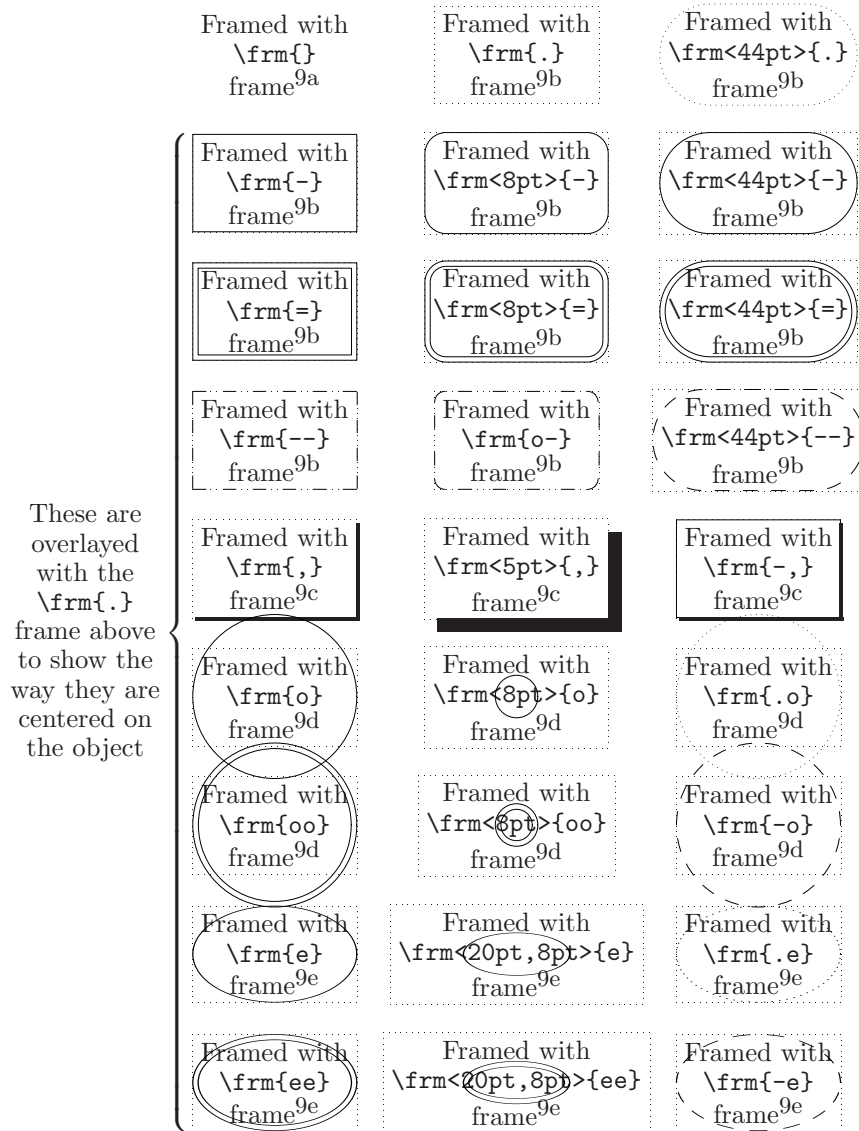 Framed with
\frm{}
frame9a
Framed with
\frm{.}
frame9b
Framed with
\frm<44pt>{.}
frame9b
Framed with
\frm{-}
frame9b
Framed with
\frm<8pt>{-}
frame9b
Framed with
\frm<44pt>{-}
frame9b
Framed with
\frm{=}
frame9b
Framed with
\frm<8pt>{=}
frame9b
Framed with
\frm<44pt>{=}
frame9b
Framed with
\frm{--}
frame9b
Framed with
\frm{o-}
frame9b
Framed with
\frm<44pt>{--}
frame9b
These are
overlayed
with the
\frm{.}
frame above
to show the
way they are
centered on
the object
Framed with
\frm{,}
frame9c
Framed with
\frm<5pt>{,}
frame9c
Framed with
\frm{-,}
frame9c
Framed with
\frm{o}
frame9d
Framed with
\frm<8pt>{o}
frame9d
Framed with
\frm{.o}
frame9d
Framed with
\frm{oo}
frame9d
Framed with
\frm<8pt>{oo}
frame9d
Framed with
\frm{-o}
frame9d
Framed with
\frm{e}
frame9e
Framed with
\frm<20pt,8pt>{e}
frame9e
Framed with
\frm{.e}
frame9e
Framed with
\frm{ee}
frame9e
Framed with
\frm<20pt,8pt>{ee}
frame9e
Framed with
\frm{-e}
frame9e